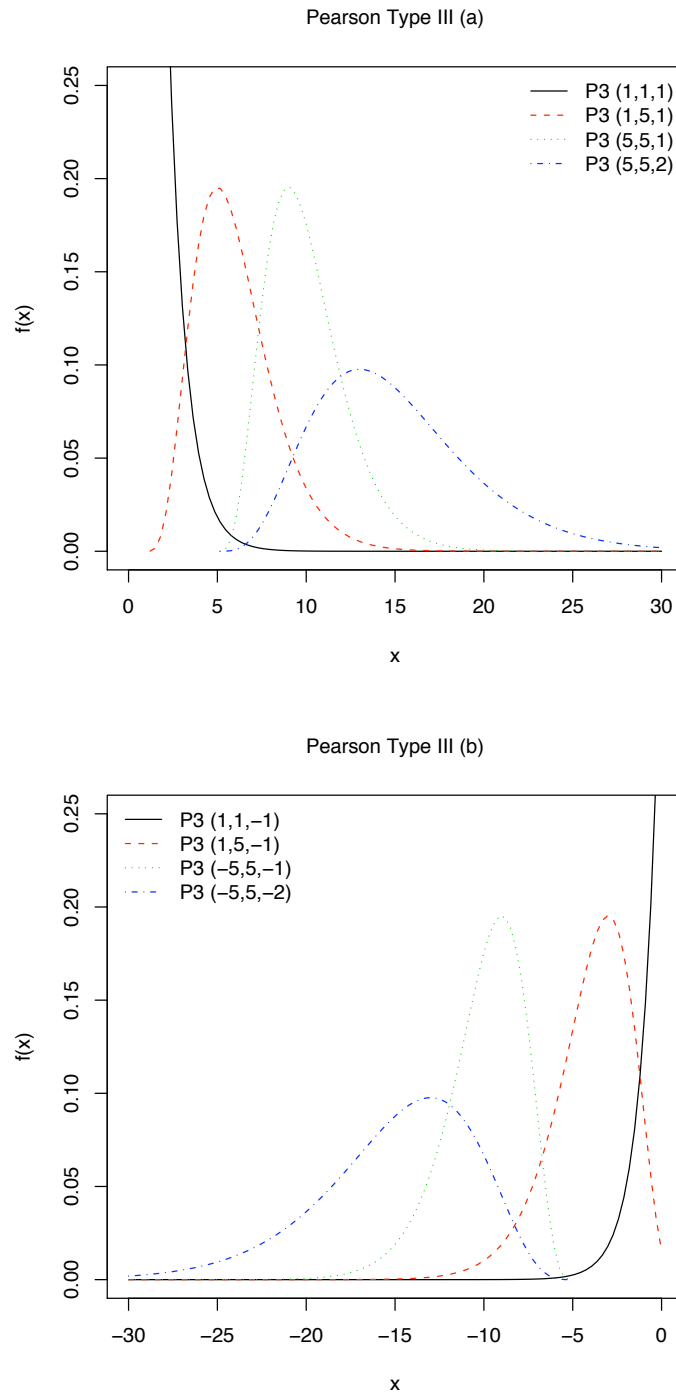 Pearson Type III (a)
P3 (1,1,1)
P3 (1,5,1)
P3 (5,5,1)
P3 (5,5,2)
f(x)
0.25
0.20
0.15
0.10
0.05
0.00
0 5 10 15 20 25 30
x
Pearson Type III (b)
P3 (1,1,−1)
P3 (1,5,−1)
P3 (−5,5,−1)
P3 (−5,5,−2)
f(x)
0.25
0.20
0.15
0.10
0.05
0.00
−30 −25 −20 −15 −10 −5 0
x